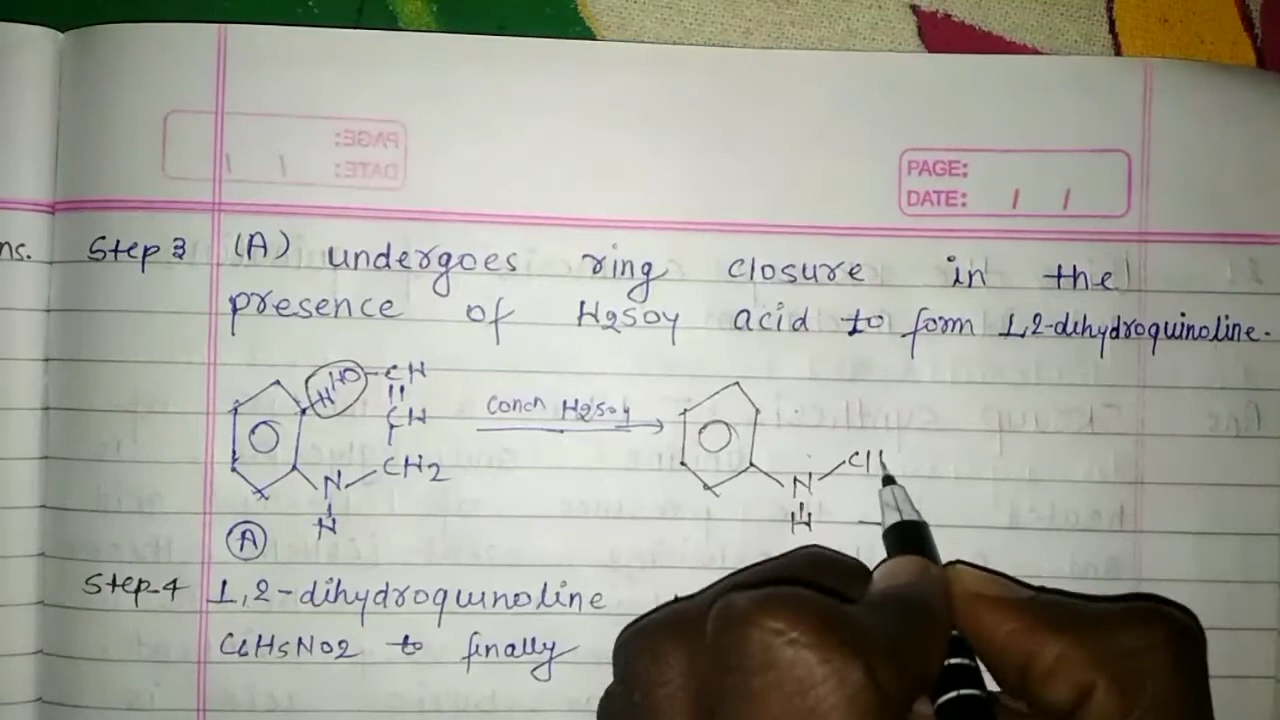 PAGE:
DATE: / /
ns. Step 3 (A) undergoes ring closure in the
presence of H2SO4 acid to form 1,2-dihydroquinoline.
H HO-CH
CH
N CH2
H
Concn H2SO4
N CH
H
A
Step-4 1,2-dihydroquinoline
C6H5NO2 to finally